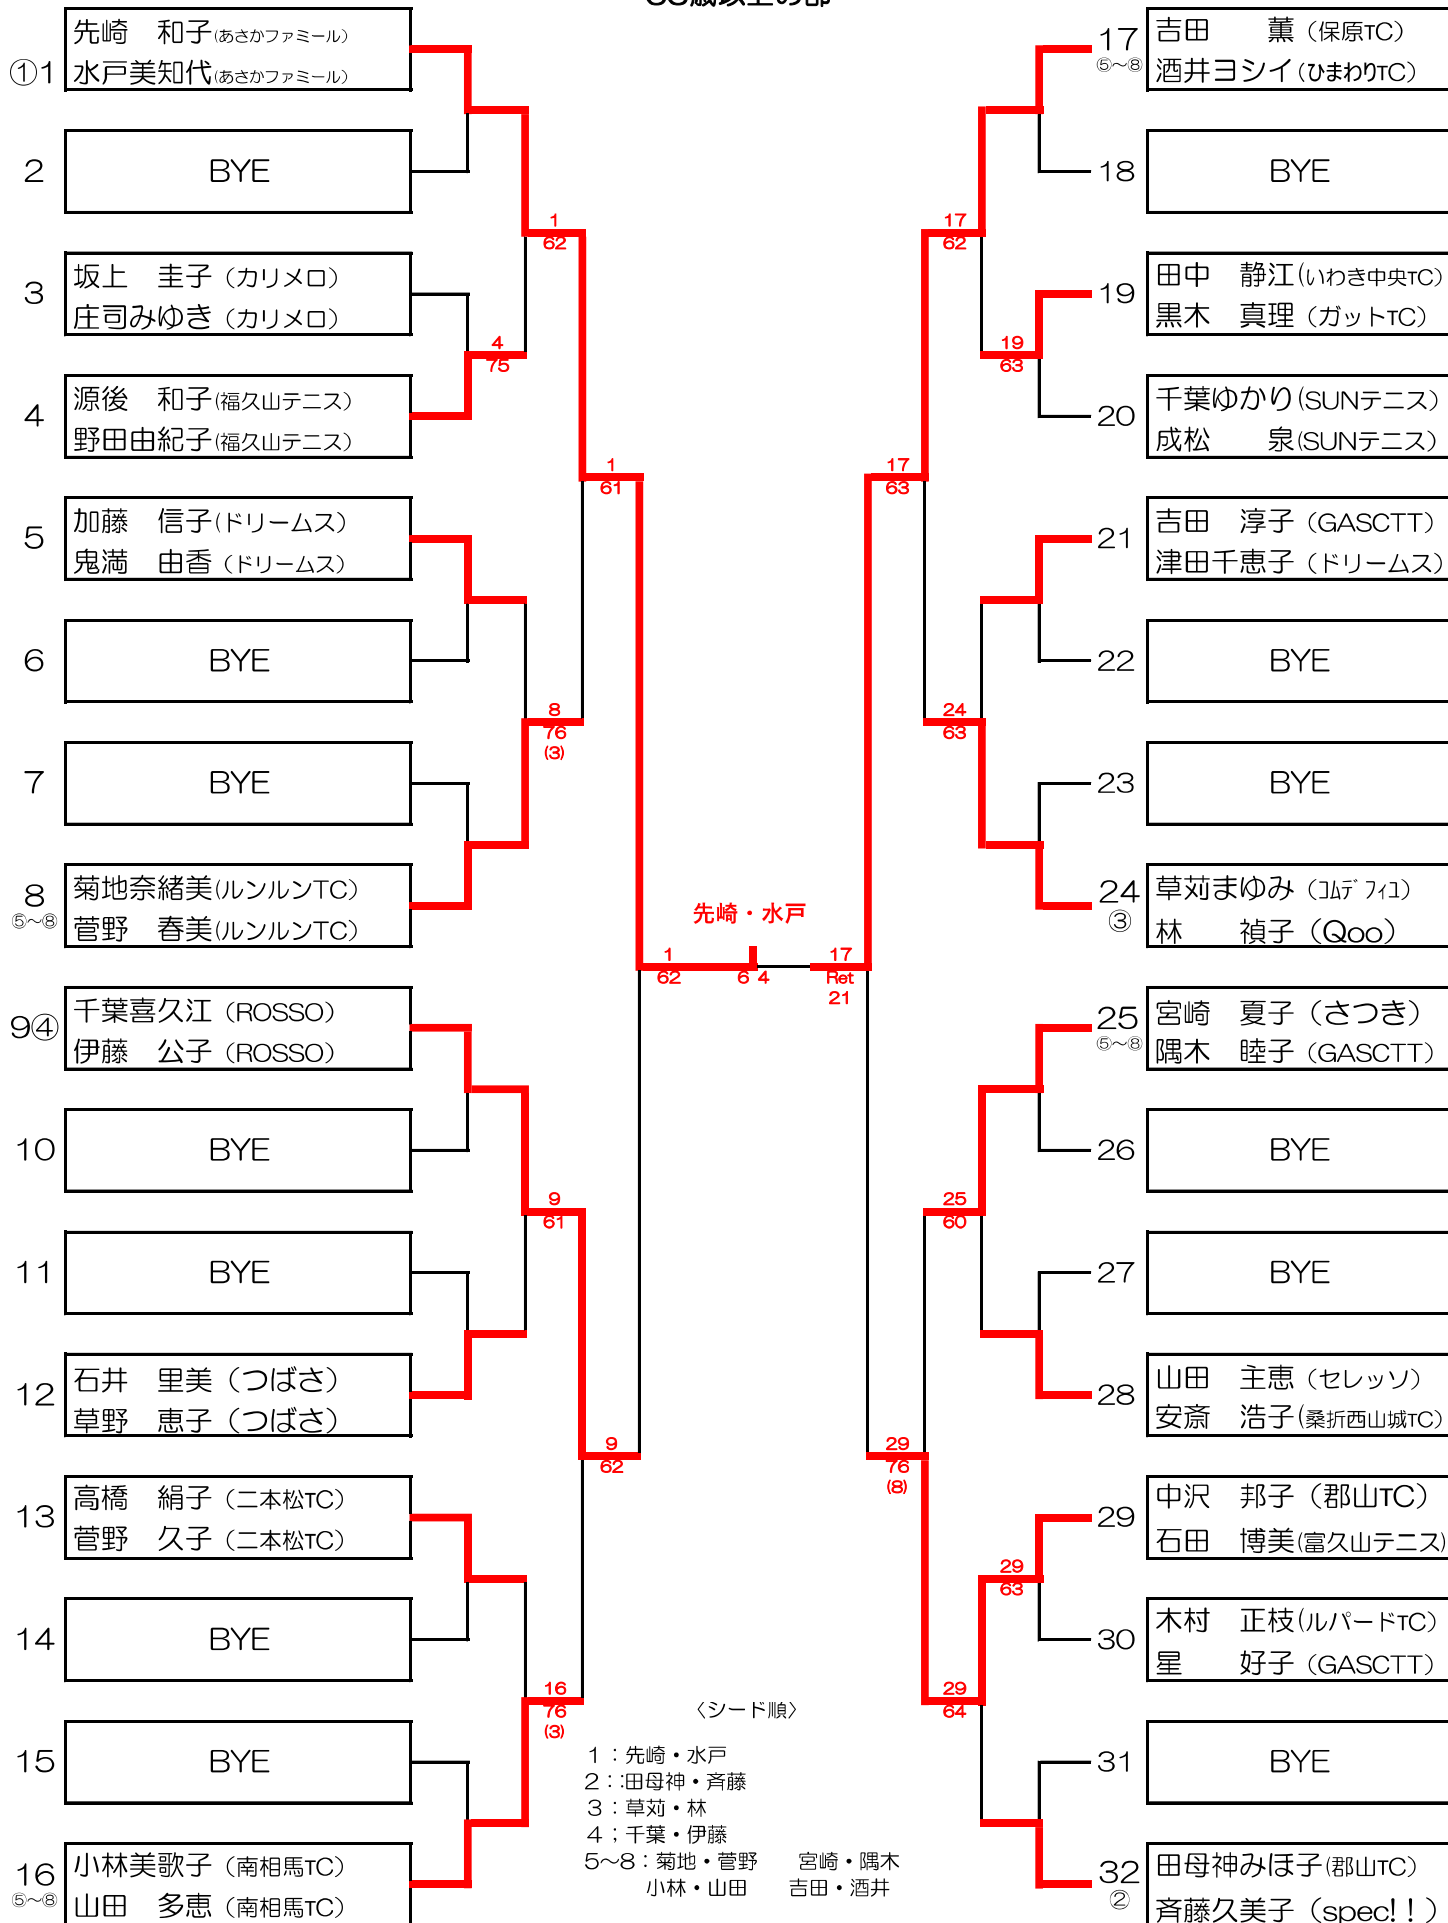 ①1
先崎　和子(あさかファミール)
水戸美知代(あさかファミール)
2
BYE
3
坂上　圭子（カリメロ）
庄司みゆき（カリメロ）
4
源後　和子(福久山テニス)
野田由紀子(福久山テニス)
5
加藤　信子(ドリームス)
鬼満　由香（ドリームス）
6
BYE
7
BYE
8
⑤〜⑧
菊地奈緒美(ルンルンTC)
菅野　春美(ルンルンTC)
9④
千葉喜久江（ROSSO）
伊藤　公子（ROSSO）
10
BYE
11
BYE
12
石井　里美（つばさ）
草野　恵子（つばさ）
13
高橋　絹子（二本松TC）
菅野　久子（二本松TC）
14
BYE
15
BYE
16
⑤〜⑧
小林美歌子（南相馬TC）
山田　多恵（南相馬TC）
1
62
4
75
8
76
(3)
9
61
16
76
(3)
1
61
9
62
先崎・水戸
1
62
6 4
17
Ret
21
17
63
29
76
(8)
17
62
24
63
25
60
29
64
19
63
29
63
17
⑤〜⑧
吉田　　薫（保原TC）
酒井ヨシイ（ひまわりTC）
18
BYE
19
田中　静江(いわき中央TC)
黒木　真理（ガットTC）
20
千葉ゆかり(SUNテニス)
成松　　泉(SUNテニス)
21
吉田　淳子（GASCTT）
津田千恵子（ドリームス）
22
BYE
23
BYE
24
③
草苅まゆみ（ｺﾑﾃﾞﾌｨﾕ）
林　　禎子（Qoo）
25
⑤〜⑧
宮崎　夏子（さつき）
隅木　睦子（GASCTT）
26
BYE
27
BYE
28
山田　主恵（セレッソ）
安斎　浩子(桑折西山城TC)
29
中沢　邦子（郡山TC）
石田　博美(富久山テニス)
30
木村　正枝(ルパードTC)
星　　好子（GASCTT）
31
BYE
32
②
田母神みほ子(郡山TC)
斉藤久美子（spec!！）
〈シード順〉
1：先崎・水戸
2：:田母神・斉藤
3：草苅・林
4；千葉・伊藤
5〜8：菊地・菅野　宮崎・隅木
小林・山田　吉田・酒井